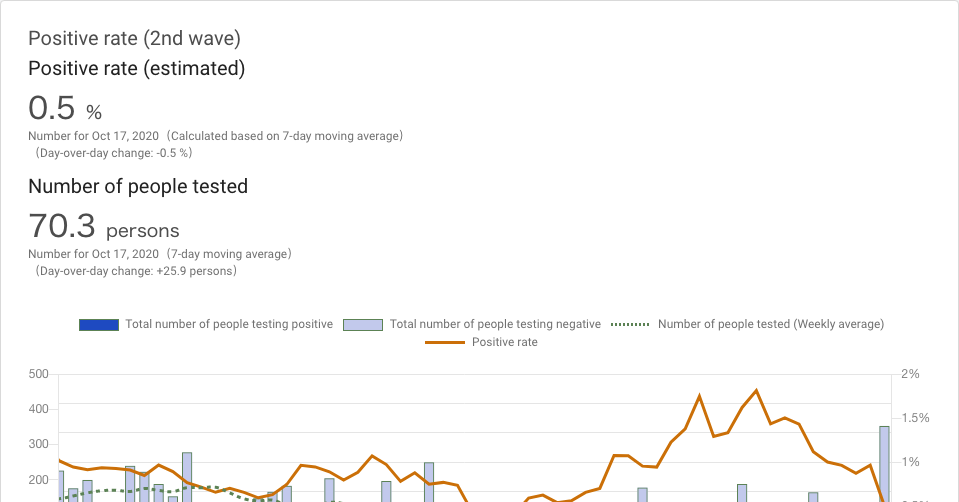 Positive rate (2nd wave)
Positive rate (estimated)
0.5 %
Number for Oct 17, 2020（Calculated based on 7-day moving average）
（Day-over-day change: -0.5 %）
Number of people tested
70.3 persons
Number for Oct 17, 2020（7-day moving average）
（Day-over-day change: +25.9 persons）
Total number of people testing positive Total number of people testing negative Number of people tested (Weekly average)
Positive rate
500 2%
400
1.5%
300
1%
200